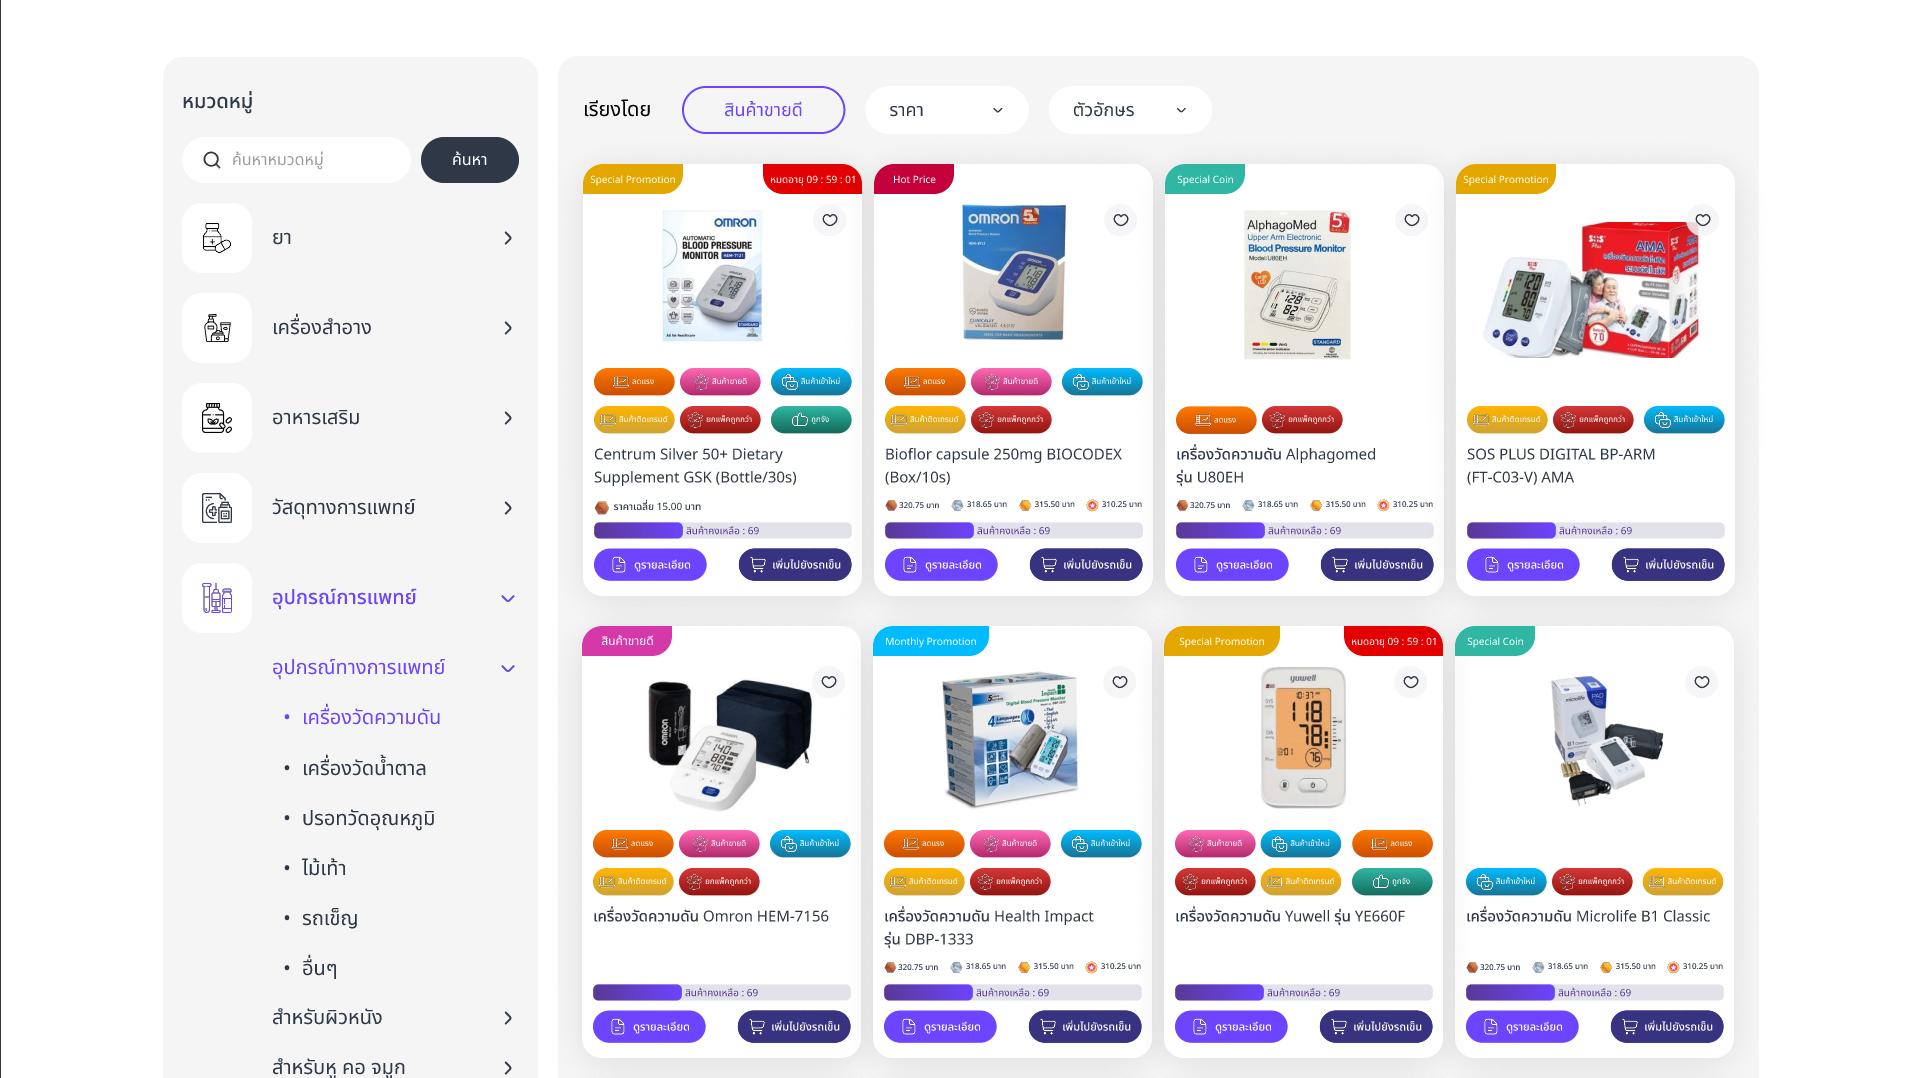 หมวดหมู่
ค้นหาหมวดหมู่
ค้นหา
ยา
เครื่องสำอาง
อาหารเสริม
วัสดุทางการแพทย์
อุปกรณ์การแพทย์
อุปกรณ์ทางการแพทย์
• เครื่องวัดความดัน
• เครื่องวัดน้ำตาล
• ปรอทวัดอุณหภูมิ
• ไม้เท้า
• รถเข็ญ
• อื่นๆ
สำหรับผิวหนัง
สำหรับหู คอ จมูก
เรียงโดย
สินค้าขายดี
ราคา
ตัวอักษร
Special Promotion
หมดอายุ 09 : 59 : 01
OMRON
AUTOMATIC
BLOOD PRESSURE
MONITOR HEM-7121
STANDARD
ลดแรง
สินค้าขายดี
สินค้าเข้าใหม่
สินค้าติดเทรนด์
ยกแพ็คถูกกว่า
ถูกจัง
Centrum Silver 50+ Dietary
Supplement GSK (Bottle/30s)
ราคาเฉลี่ย 15.00 บาท
สินค้าคงเหลือ : 69
ดูรายละเอียด
เพิ่มไปยังรถเข็น
Hot Price
OMRON 5
ลดแรง
สินค้าขายดี
สินค้าเข้าใหม่
สินค้าติดเทรนด์
ยกแพ็คถูกกว่า
Bioflor capsule 250mg BIOCODEX
(Box/10s)
320.75 บาท
318.65 บาท
315.50 บาท
310.25 บาท
สินค้าคงเหลือ : 69
ดูรายละเอียด
เพิ่มไปยังรถเข็น
Special Coin
AlphagoMed 5
Upper Arm Electronic
Blood Pressure Monitor
Model: U80EH
STANDARD
ลดแรง
ยกแพ็คถูกกว่า
เครื่องวัดความดัน Alphagomed
รุ่น U80EH
320.75 บาท
318.65 บาท
315.50 บาท
310.25 บาท
สินค้าคงเหลือ : 69
ดูรายละเอียด
เพิ่มไปยังรถเข็น
Special Promotion
SOS Plus
AMA
สินค้าติดเทรนด์
ยกแพ็คถูกกว่า
สินค้าเข้าใหม่
SOS PLUS DIGITAL BP-ARM
(FT-C03-V) AMA
สินค้าคงเหลือ : 69
ดูรายละเอียด
เพิ่มไปยังรถเข็น
สินค้าขายดี
OMRON
ลดแรง
สินค้าขายดี
สินค้าเข้าใหม่
สินค้าติดเทรนด์
ยกแพ็คถูกกว่า
เครื่องวัดความดัน Omron HEM-7156
สินค้าคงเหลือ : 69
ดูรายละเอียด
เพิ่มไปยังรถเข็น
Monthly Promotion
Impact
Digital Blood Pressure Monitor
4 Languages
ลดแรง
สินค้าขายดี
สินค้าเข้าใหม่
สินค้าติดเทรนด์
ยกแพ็คถูกกว่า
เครื่องวัดความดัน Health Impact
รุ่น DBP-1333
320.75 บาท
318.65 บาท
315.50 บาท
310.25 บาท
สินค้าคงเหลือ : 69
ดูรายละเอียด
เพิ่มไปยังรถเข็น
Special Promotion
หมดอายุ 09 : 59 : 01
yuwell
10:37
118
78
76
สินค้าขายดี
สินค้าเข้าใหม่
ลดแรง
ยกแพ็คถูกกว่า
สินค้าติดเทรนด์
ถูกจัง
เครื่องวัดความดัน Yuwell รุ่น YE660F
สินค้าคงเหลือ : 69
ดูรายละเอียด
เพิ่มไปยังรถเข็น
Special Coin
microlife
สินค้าเข้าใหม่
ยกแพ็คถูกกว่า
สินค้าติดเทรนด์
เครื่องวัดความดัน Microlife B1 Classic
320.75 บาท
318.65 บาท
315.50 บาท
310.25 บาท
สินค้าคงเหลือ : 69
ดูรายละเอียด
เพิ่มไปยังรถเข็น